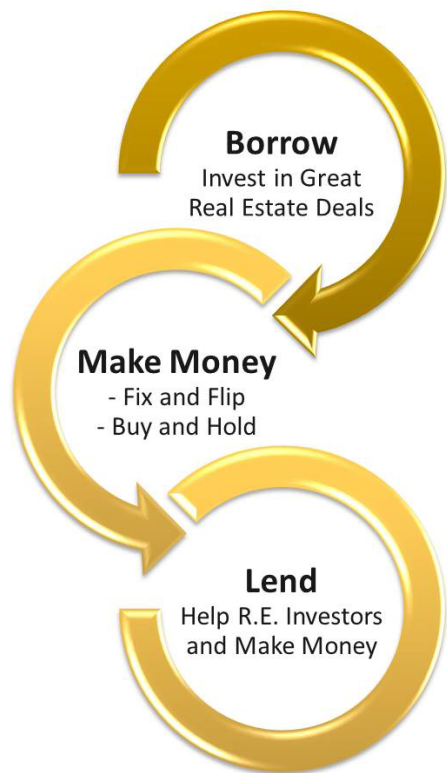 Borrow
Invest in Great
Real Estate Deals
Make Money
- Fix and Flip
- Buy and Hold
Lend
Help R.E. Investors
and Make Money